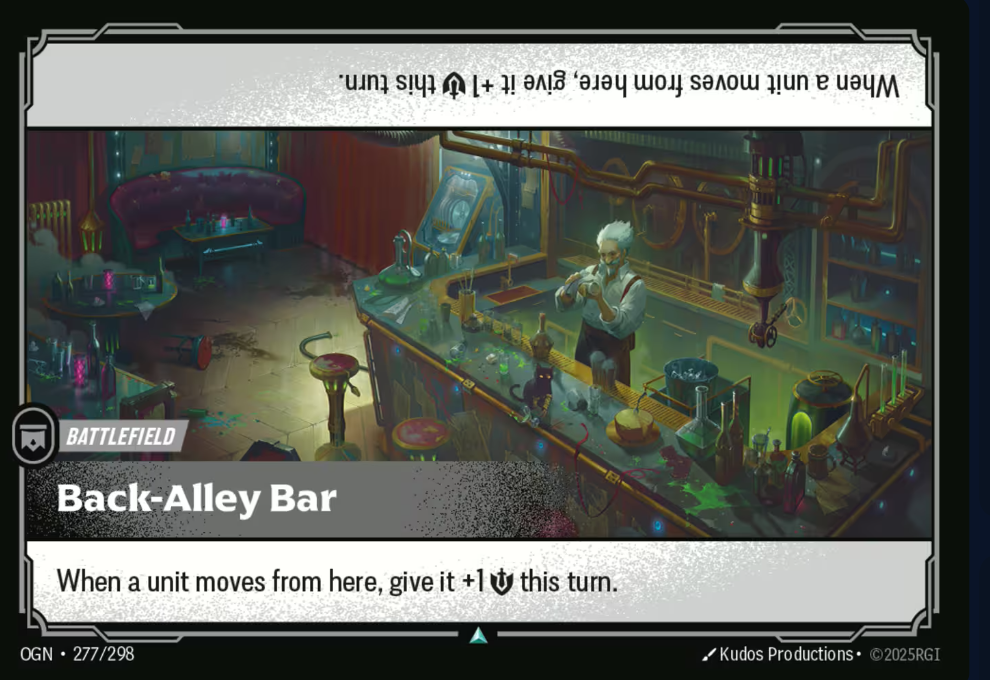 When a unit moves from here, give it +1 this turn.
BATTLEFIELD
Back-Alley Bar
When a unit moves from here, give it +1 this turn.
OGN • 277/298
Kudos Productions • ©2025RGI